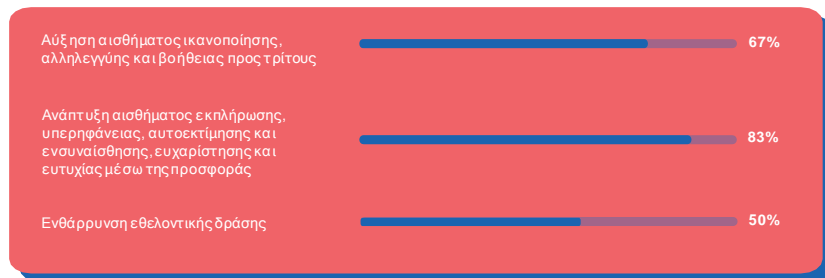 Αύξηση αισθήματος ικανοποίησης,
αλληλεγγύης και βοήθειας προς τρίτους
67%
Ανάπτυξη αισθήματος εκπλήρωσης,
υπερηφάνειας, αυτοεκτίμησης και
ενσυναίσθησης, ευχαρίστησης και
ευτυχίας μέσω της προσφοράς
83%
Ενθάρρυνση εθελοντικής δράσης
50%